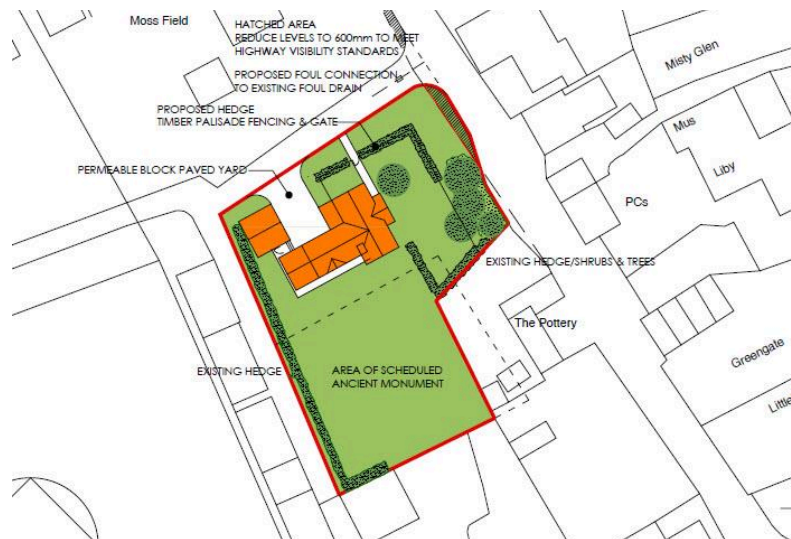 Moss Field
HATCHED AREA
REDUCE LEVELS TO 600mm TO MEET
HIGHWAY VISIBILITY STANDARDS
PROPOSED FOUL CONNECTION
TO EXISTING FOUL DRAIN
PROPOSED HEDGE
TIMBER PALISADE FENCING & GATE
PERMEABLE BLOCK PAVED YARD
Misty Glen
Mus
Liby
PCs
EXISTING HEDGE/SHRUBS & TREES
The Pottery
EXISTING HEDGE
AREA OF SCHEDULED
ANCIENT MONUMENT
Greengate
Little